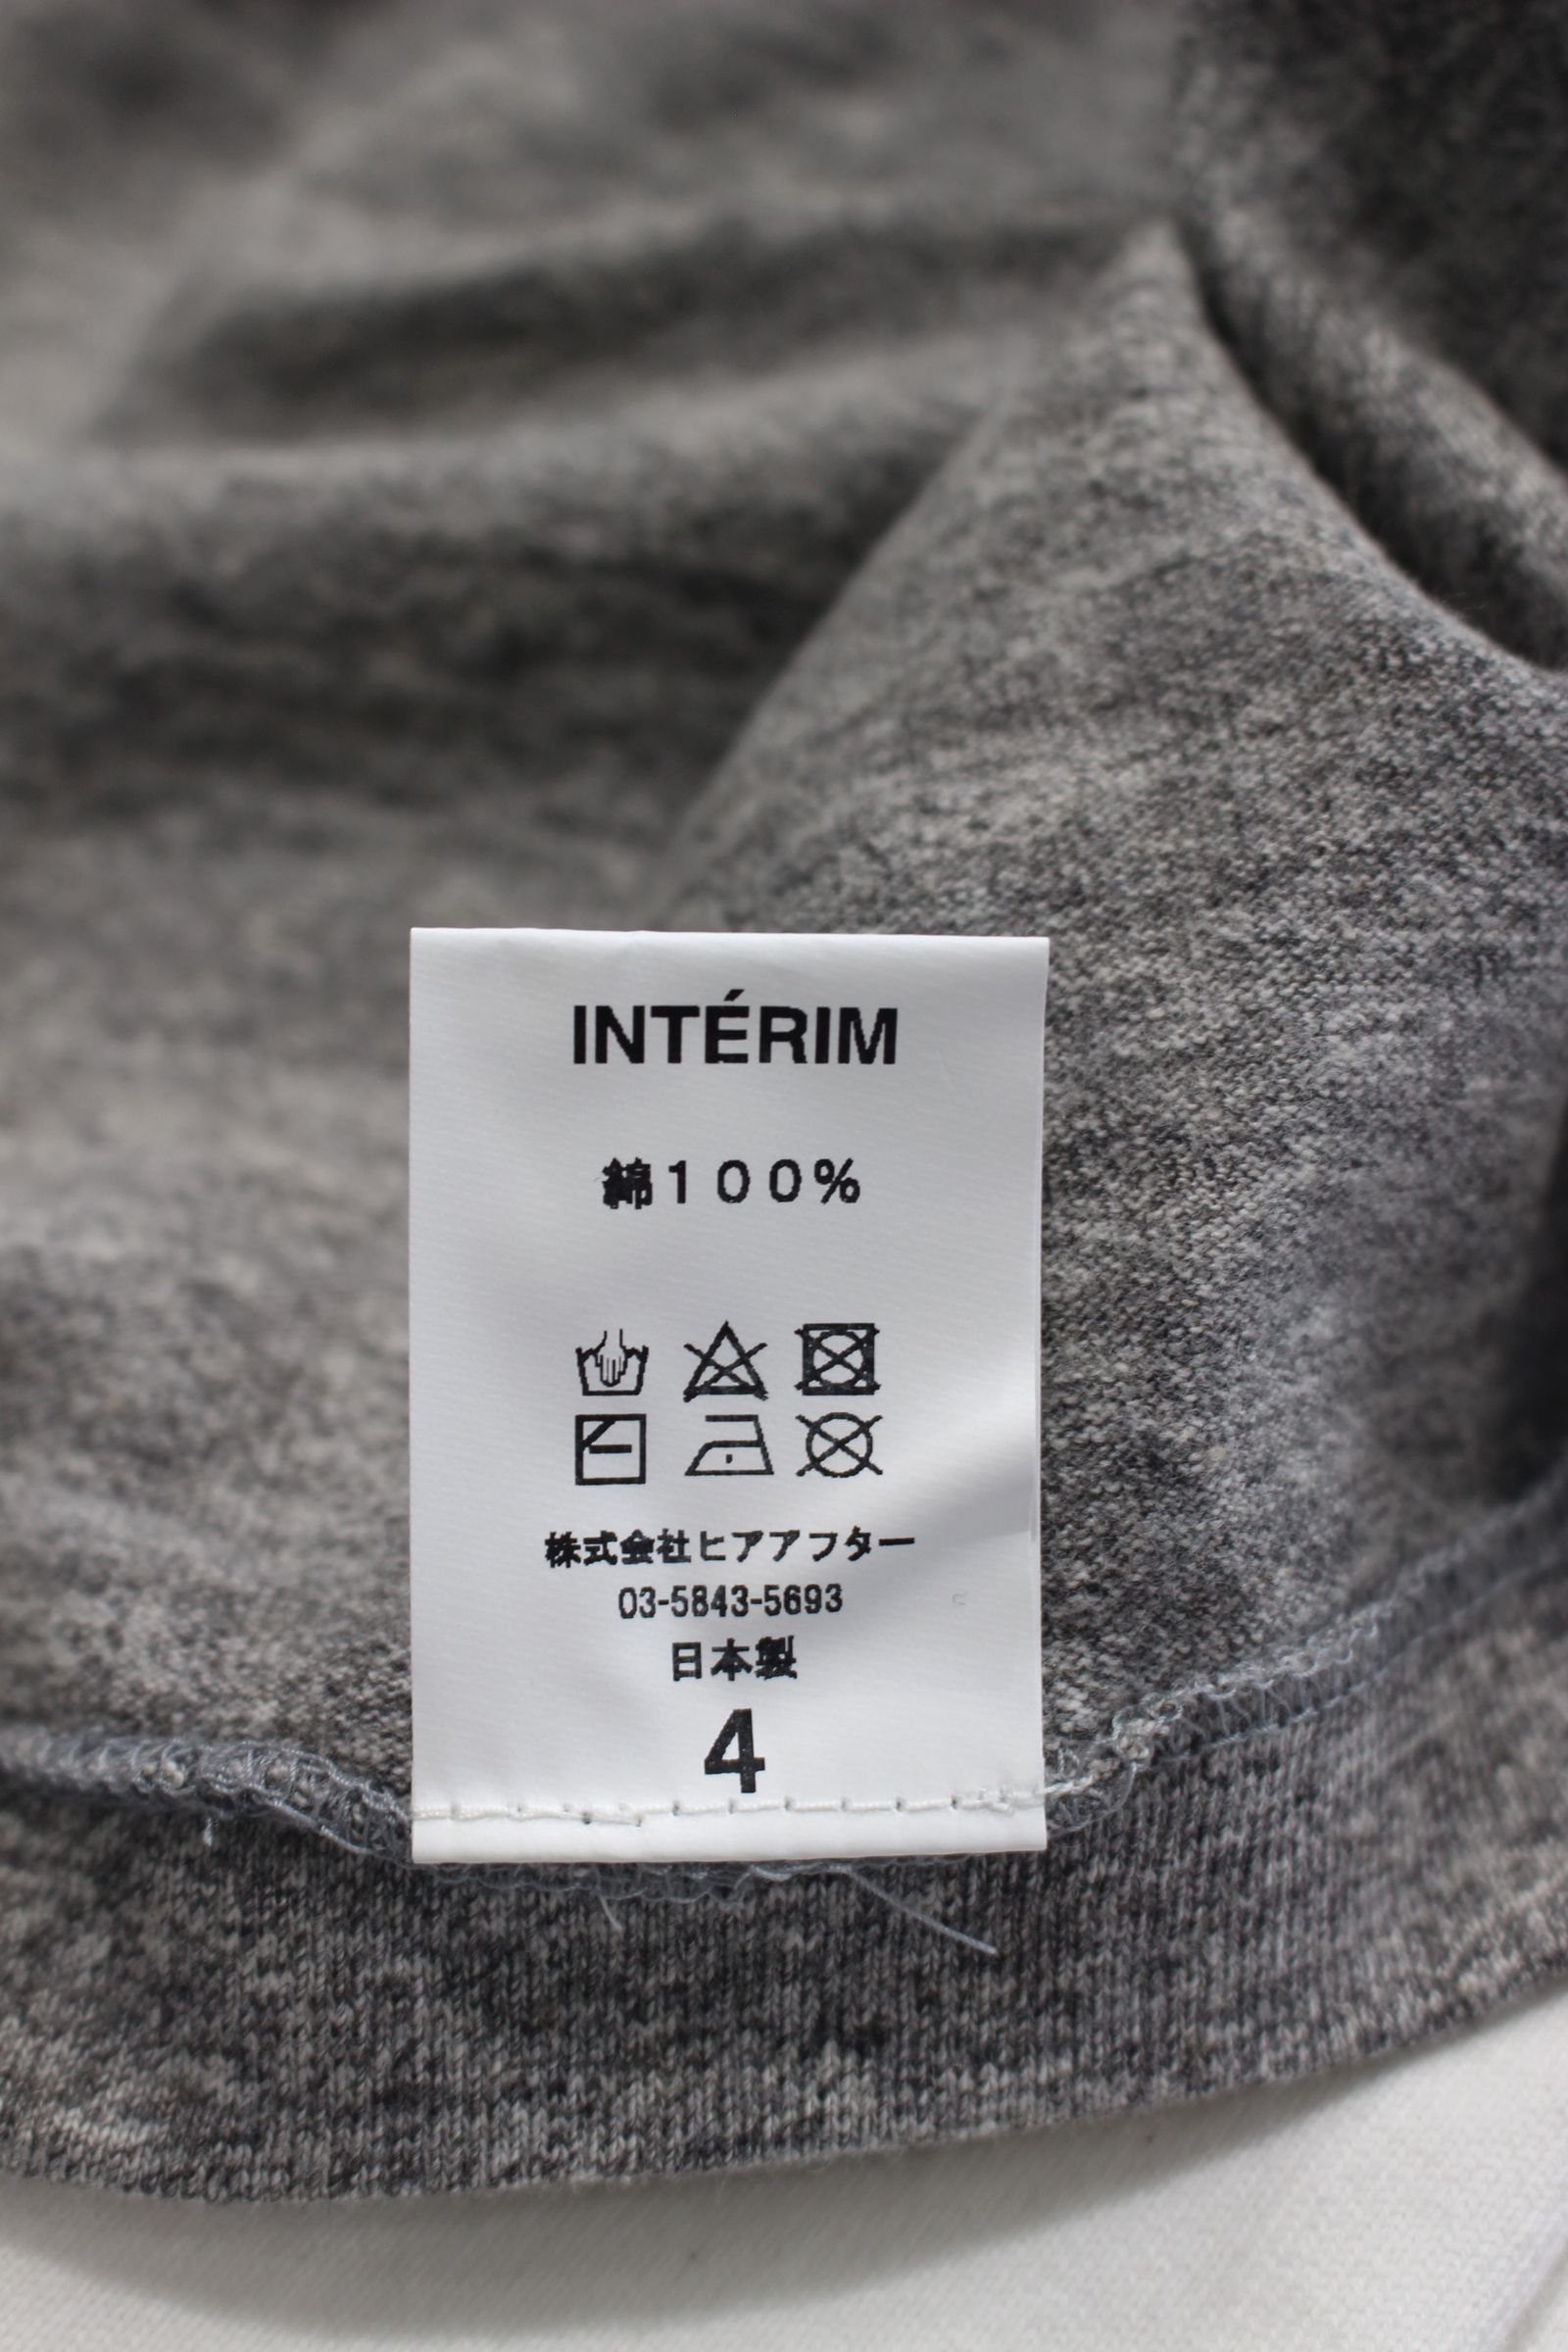 INTÉRIM
綿100%
株式会社ヒアアフター
03-5843-5693
日本製
4